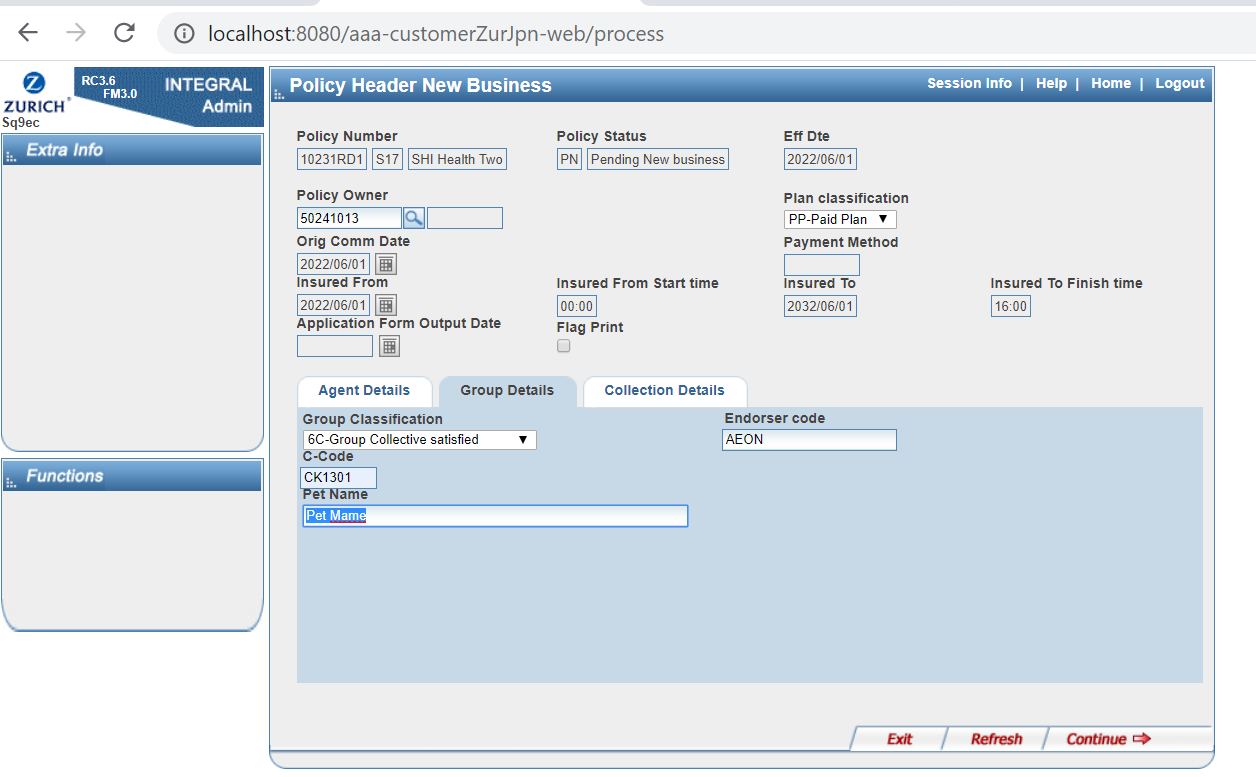 localhost:8080/aaa-customerZurJpn-web/process
ZURICH
RC3.6
FM3.0
INTEGRAL
Admin
Sq9ec
Extra Info
Functions
Policy Header New Business
Session Info | Help | Home | Logout
Policy Number Policy Status Eff Dte
10231RD1 S17 SHI Health Two PN Pending New business 2022/06/01
Policy Owner Plan classification
50241013 PP-Paid Plan
Orig Comm Date Payment Method
2022/06/01
Insured From Insured From Start time Insured To Insured To Finish time
2022/06/01 00:00 2032/06/01 16:00
Application Form Output Date Flag Print
Agent Details Group Details Collection Details
Group Classification Endorser code
6C-Group Collective satisfied AEON
C-Code
CK1301
Pet Name
Pet Mame
Exit Refresh Continue